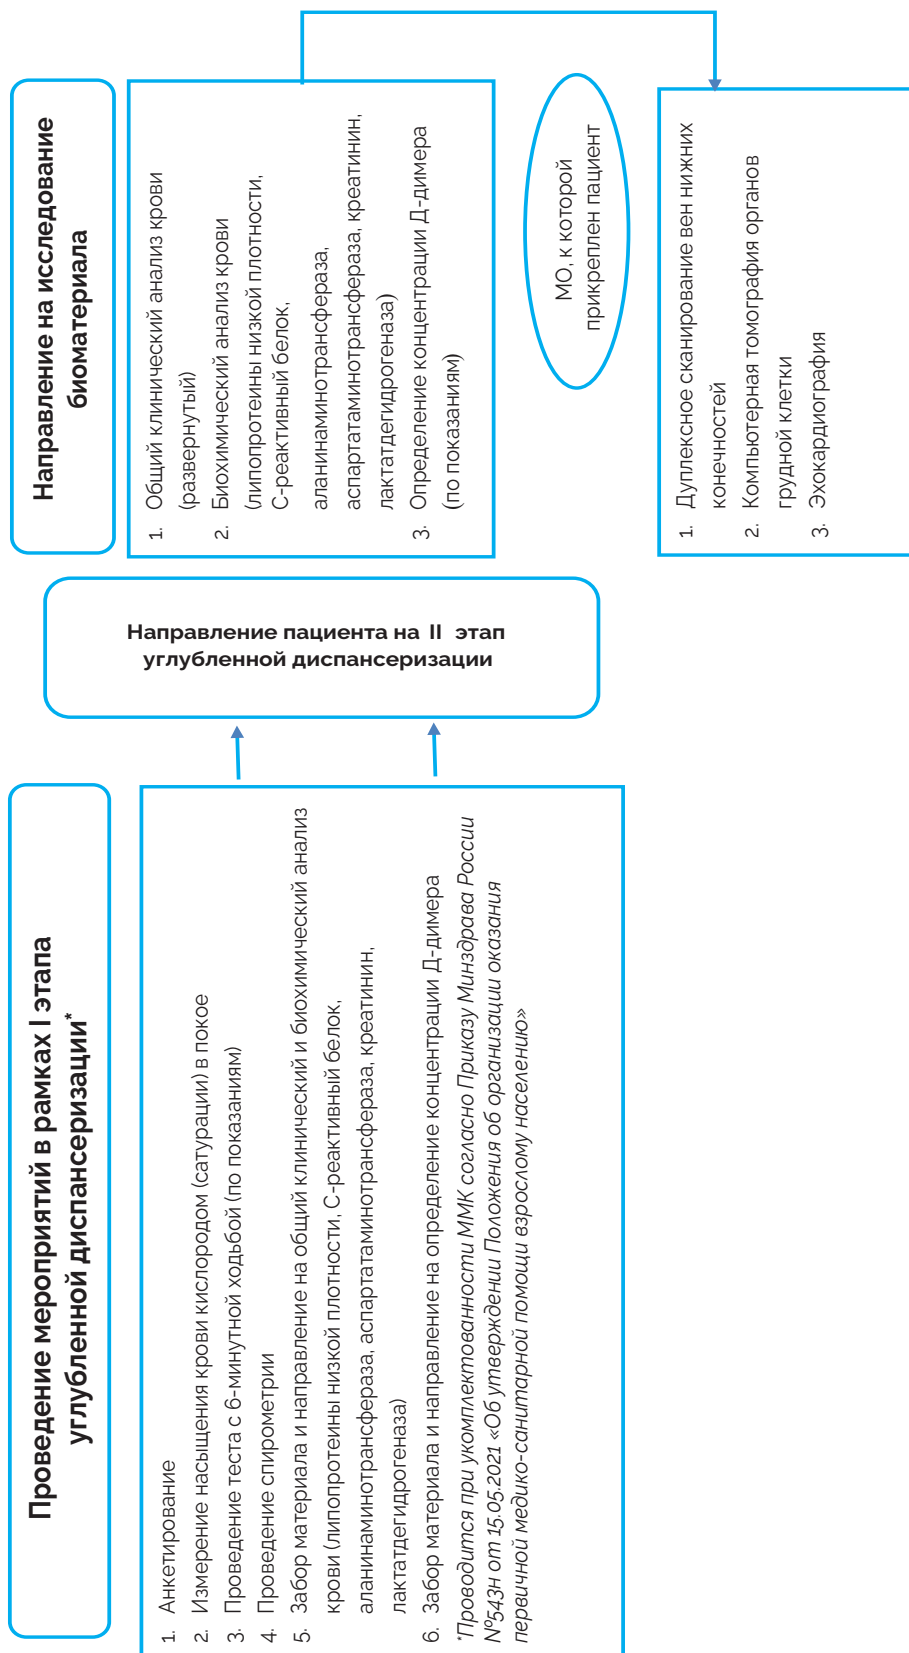 Проведение мероприятий в рамках I этапа
углубленной диспансеризации*
1. Анкетирование
2. Измерение насыщения крови кислородом (сатурации) в покое
3. Проведение теста с 6-минутной ходьбой (по показаниям)
4. Проведение спирометрии
5. Забор материала и направление на общий клинический и биохимический анализ
крови (липопротеины низкой плотности, С-реактивный белок,
аланинаминотрансфераза, аспартатаминотрансфераза, креатинин,
лактатдегидрогеназа)
6. Забор материала и направление на определение концентрации Д-димера
*Проводится при укомплектованности ММК согласно Приказу Минздрава России
№543н от 15.05.2021 «Об утверждении Положения об организации оказания
первичной медико-санитарной помощи взрослому населению»
Направление пациента на II этап
углубленной диспансеризации
Направление на исследование
биоматериала
1. Общий клинический анализ крови
(развернутый)
2. Биохимический анализ крови
(липопротеины низкой плотности,
С-реактивный белок,
аланинаминотрансфераза,
аспартатаминотрансфераза, креатинин,
лактатдегидрогеназа)
3. Определение концентрации Д-димера
(по показаниям)
МО, к которой
прикреплен пациент
1. Дуплексное сканирование вен нижних
конечностей
2. Компьютерная томография органов
грудной клетки
3. Эхокардиография